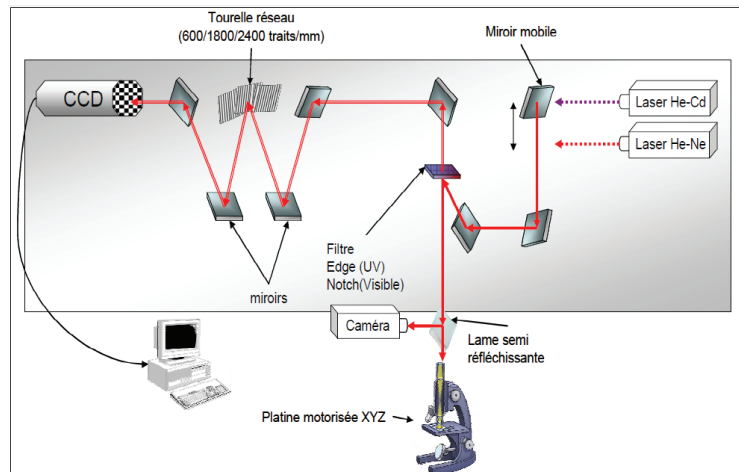 Tourelle réseau
(600/1800/2400 traits/mm)
Miroir mobile
CCD
Laser He-Cd
Laser He-Ne
Filtre
Edge (UV)
Notch(Visible)
miroirs
Caméra
Lame semi
réfléchissante
Platine motorisée XYZ